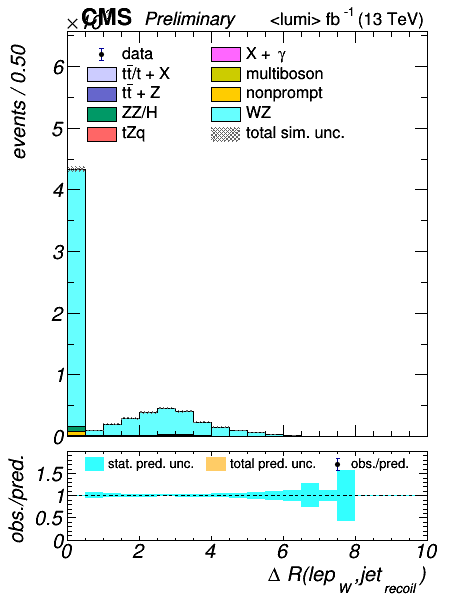 ×10 CMS Preliminary <lumi> fb⁻¹ (13 TeV)
events / 0.50
data
X + γ
tt̄/t + X
multiboson
tt̄ + Z
nonprompt
ZZ/H
WZ
tZq
total sim. unc.
6
5
4
3
2
1
0
obs./pred.
stat. pred. unc.
total pred. unc.
obs./pred.
1.5
1
0.5
0
0 2 4 6 8 10
Δ R(lep_W,jet_recoil)